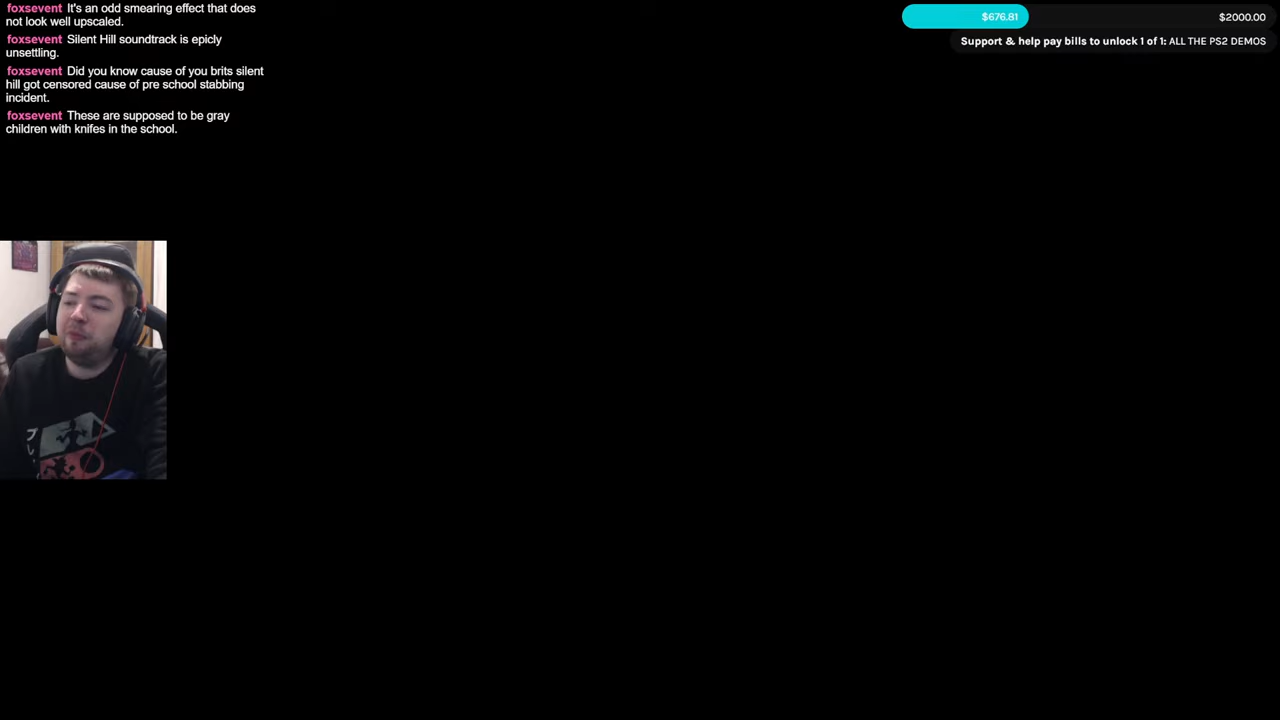 foxsevent It's an odd smearing effect that does
not look well upscaled.
foxsevent Silent Hill soundtrack is epicly
unsettling.
foxsevent Did you know cause of you brits silent
hill got censored cause of pre school stabbing
incident.
foxsevent These are supposed to be gray
children with knifes in the school.
$676.81
$2000.00
Support & help pay bills to unlock 1 of 1: ALL THE PS2 DEMOS